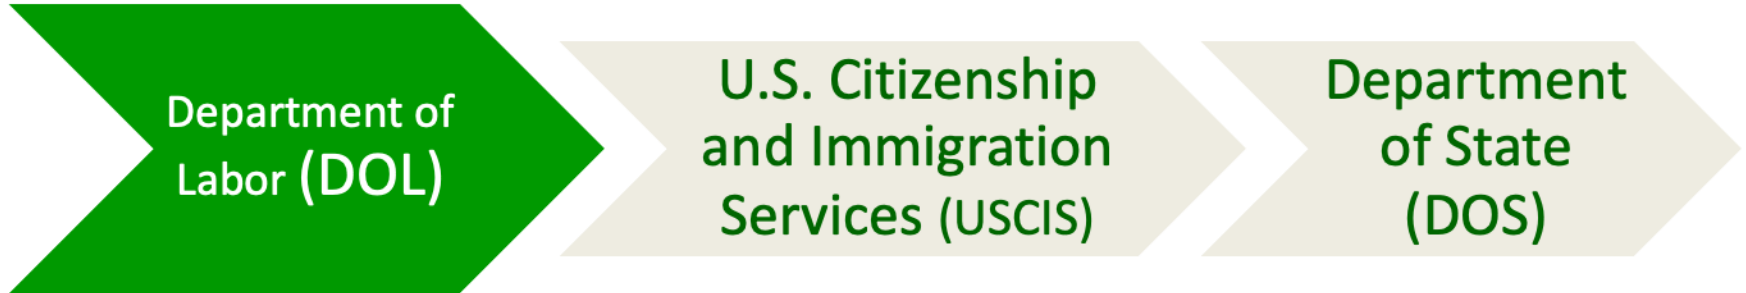 Department of
Labor (DOL)
U.S. Citizenship
and Immigration
Services (USCIS)
Department
of State
(DOS)